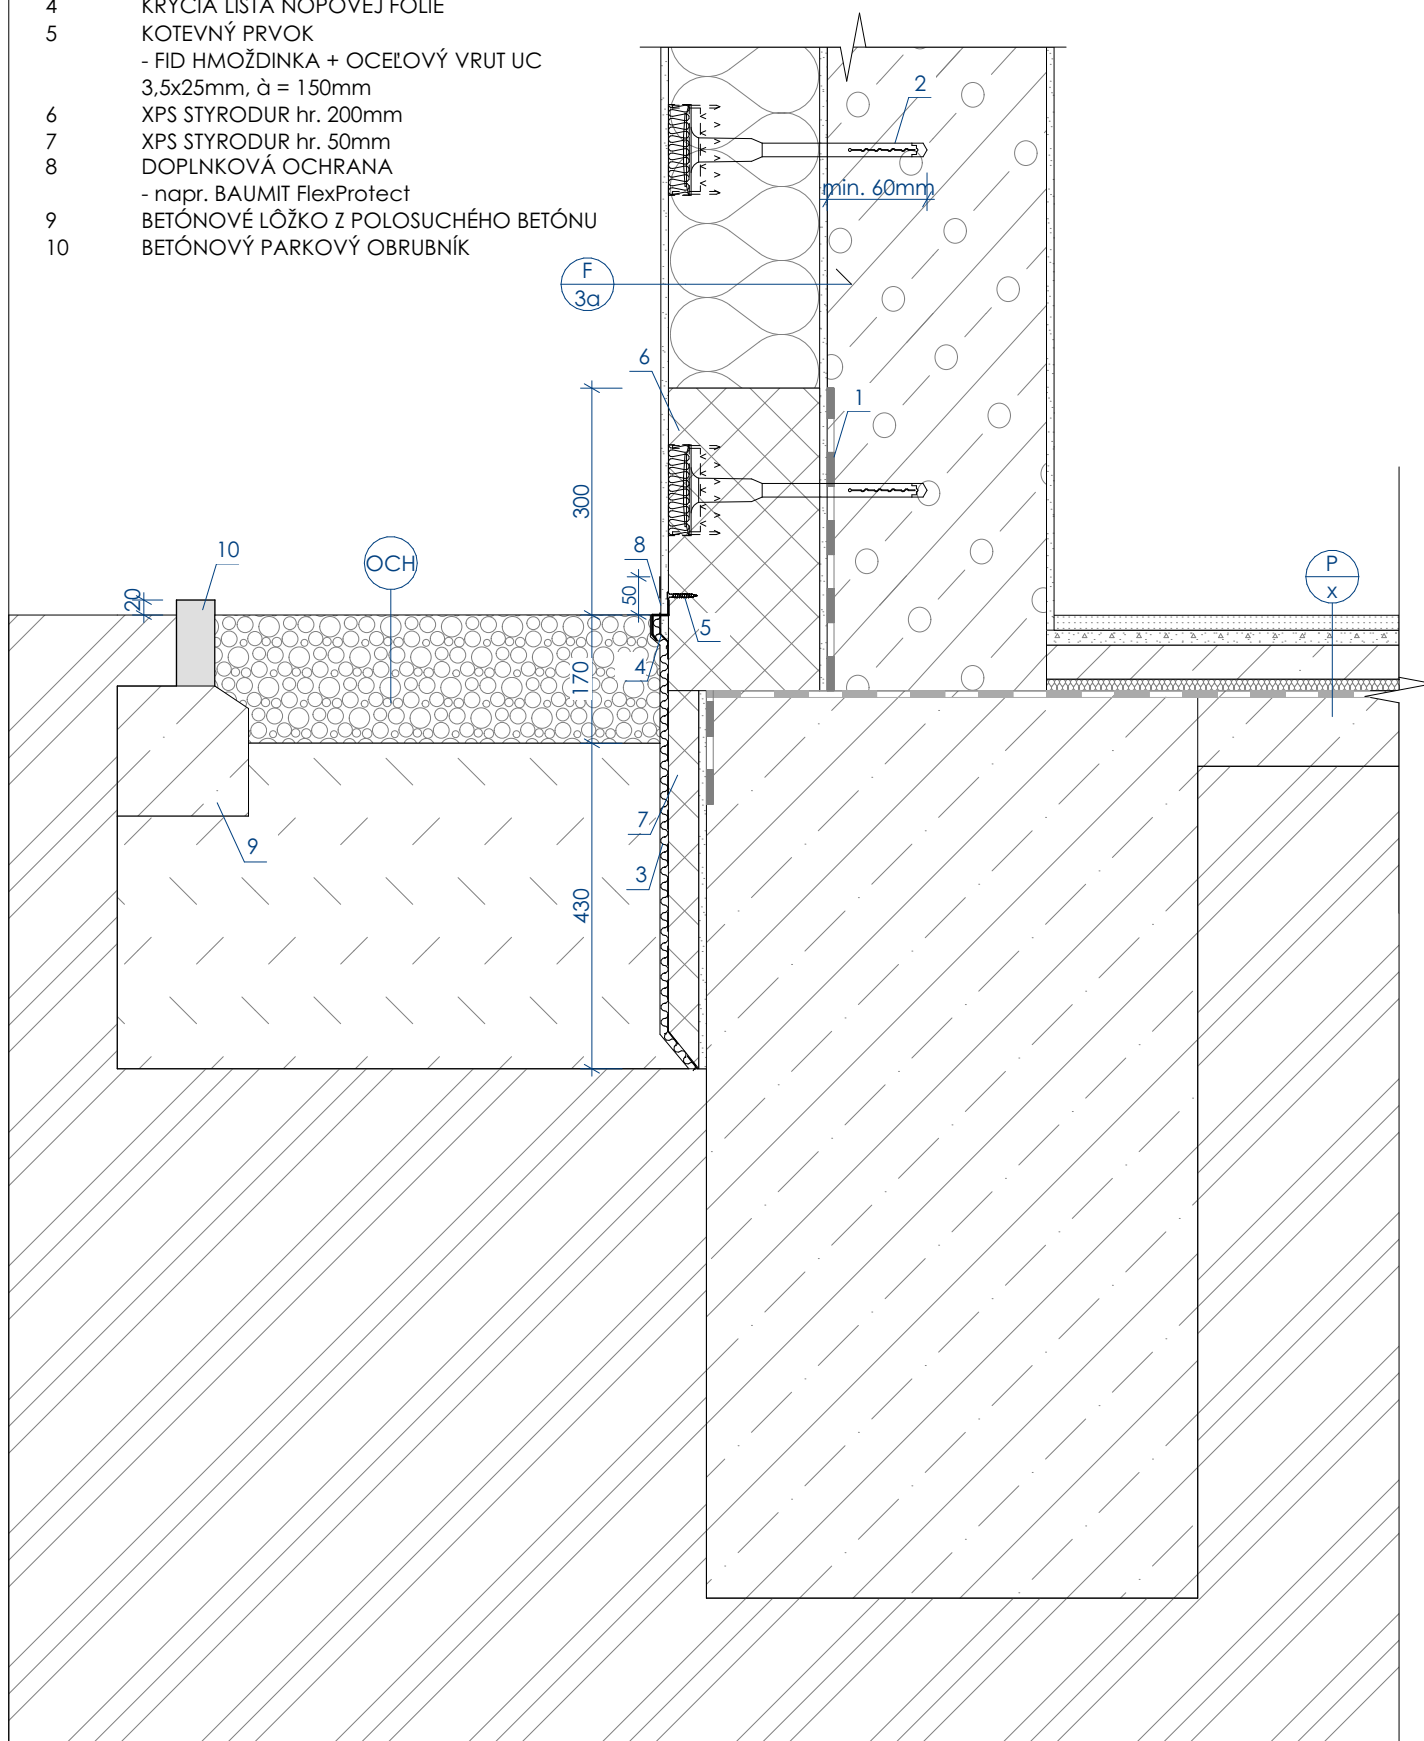 4 KRYCIA LIŠTA NOPOVEJ FÓLIE
5 KOTEVNÝ PRVOK
- FID HMOŽDINKA + OCEĽOVÝ VRUT UC
3,5x25mm, à = 150mm
6 XPS STYRODUR hr. 200mm
7 XPS STYRODUR hr. 50mm
8 DOPLNKOVÁ OCHRANA
- napr. BAUMIT FlexProtect
9 BETÓNOVÉ LÔŽKO Z POLOSUCHÉHO BETÓNU
10 BETÓNOVÝ PARKOVÝ OBRUBNÍK
2
min. 60mm
F
3a
6
1
300
10
OCH
8
50
20
P
x
5
4
170
7
9
3
430